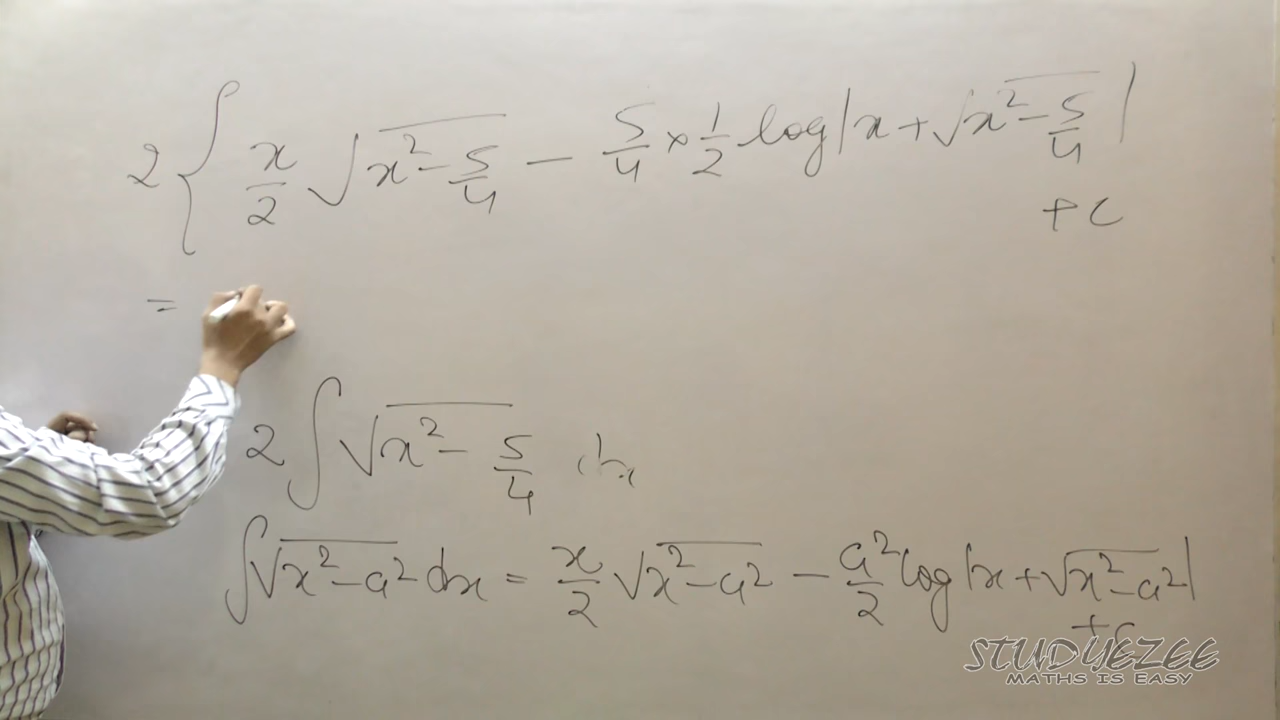 2{ x/2 √(x² - 5/4) - 5/4 × 1/2 log|x + √(x² - 5/4)|
+ c
=
2 ∫ √(x² - 5/4) dx
∫ √(x² - a²) dx = x/2 √(x² - a²) - a²/2 log|x + √(x² - a²)|
+ c
STUDYEZEE
MATHS IS EASY